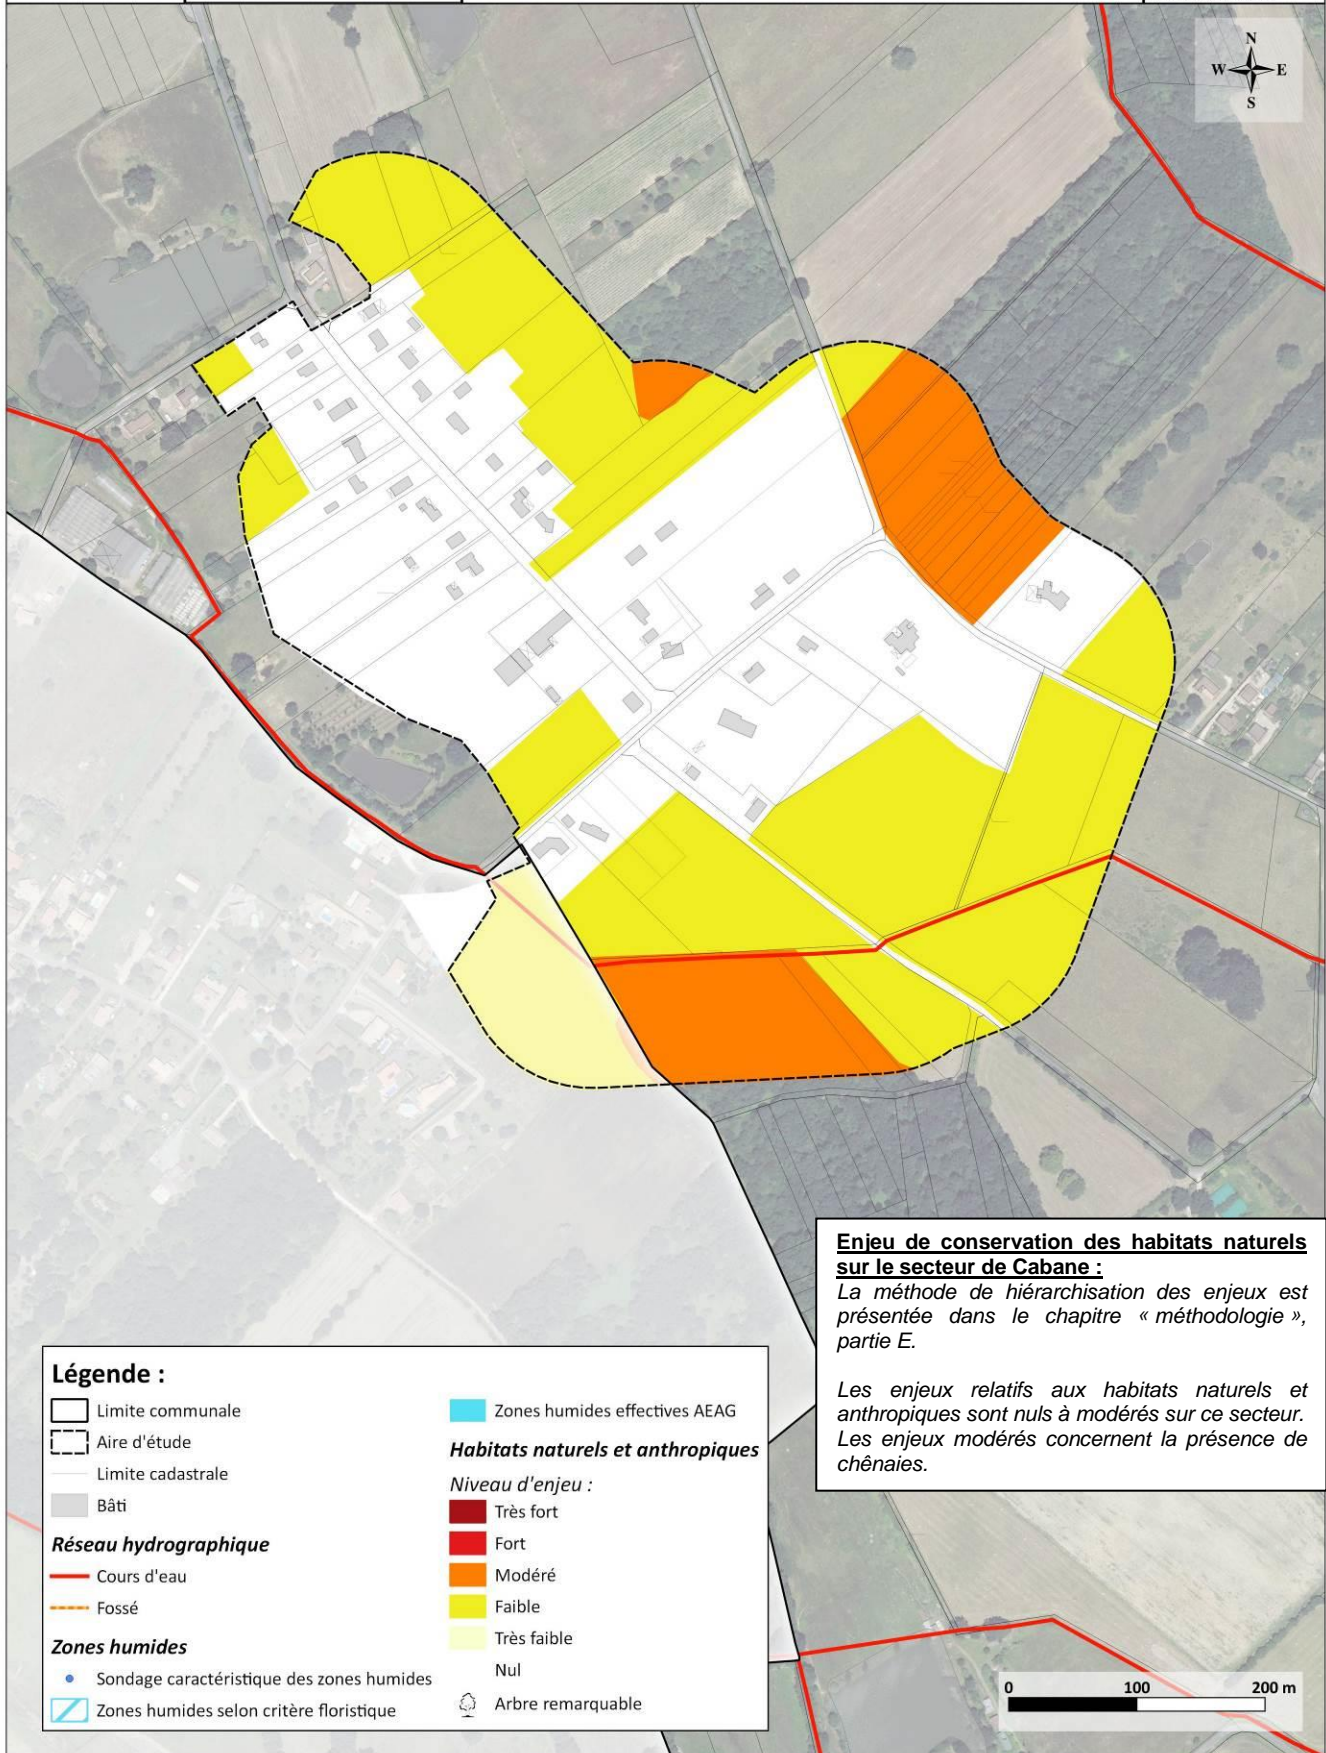 N
W E
S
Enjeu de conservation des habitats naturels
sur le secteur de Cabane :
La méthode de hiérarchisation des enjeux est
présentée dans le chapitre « méthodologie »,
partie E.
Les enjeux relatifs aux habitats naturels et
anthropiques sont nuls à modérés sur ce secteur.
Les enjeux modérés concernent la présence de
chênaies.
Légende :
Limite communale
Aire d'étude
Limite cadastrale
Bâti
Réseau hydrographique
Cours d'eau
Fossé
Zones humides
Sondage caractéristique des zones humides
Zones humides selon critère floristique
Zones humides effectives AEAG
Habitats naturels et anthropiques
Niveau d'enjeu :
Très fort
Fort
Modéré
Faible
Très faible
Nul
Arbre remarquable
0 100 200 m